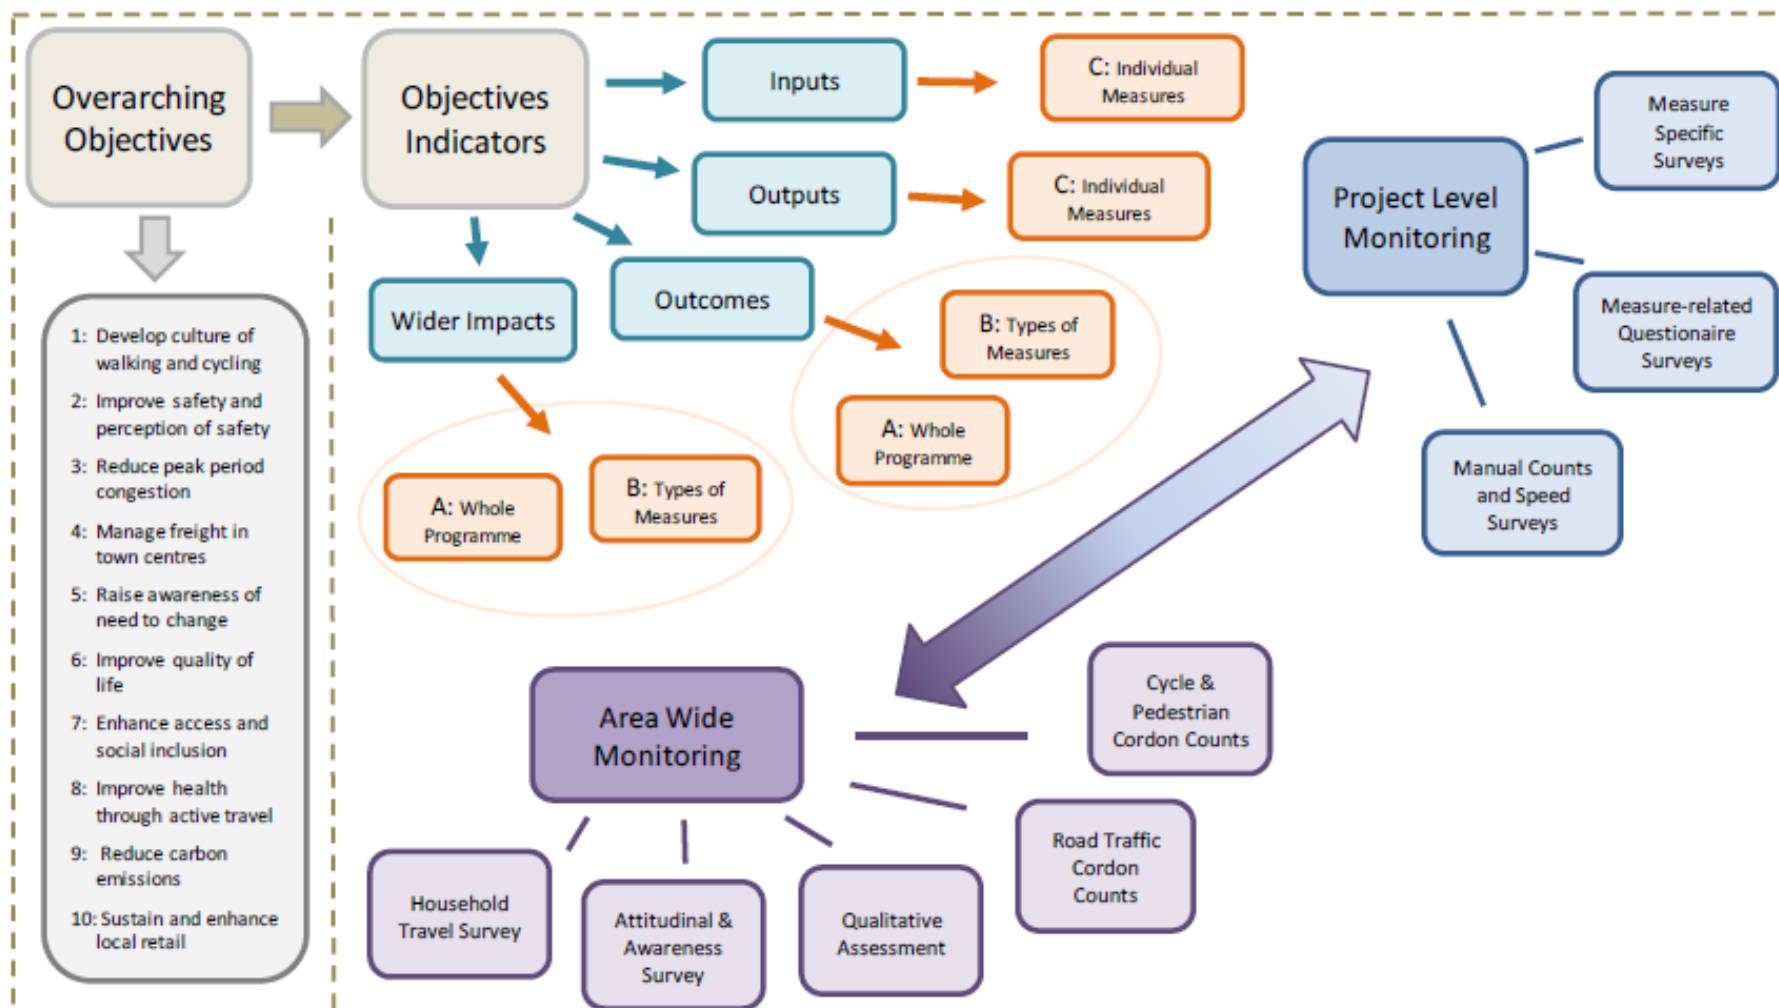 Overarching
Objectives
Objectives
Indicators
Inputs
C: Individual
Measures
Outputs
C: Individual
Measures
Outcomes
B: Types of
Measures
A: Whole
Programme
Wider Impacts
A: Whole
Programme
B: Types of
Measures
1: Develop culture of
walking and cycling
2: Improve safety and
perception of safety
3: Reduce peak period
congestion
4: Manage freight in
town centres
5: Raise awareness of
need to change
6: Improve quality of
life
7: Enhance access and
social inclusion
8: Improve health
through active travel
9: Reduce carbon
emissions
10: Sustain and enhance
local retail
Project Level
Monitoring
Measure
Specific
Surveys
Measure-related
Questionaire
Surveys
Manual Counts
and Speed
Surveys
Area Wide
Monitoring
Cycle &
Pedestrian
Cordon Counts
Road Traffic
Cordon
Counts
Qualitative
Assessment
Attitudinal &
Awareness
Survey
Household
Travel Survey